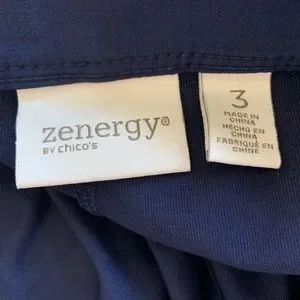 zenergy®
BY chico's
3
MADE IN
CHINA
HECHO EN
CHINA
FABRIQUÉ EN
CHINE